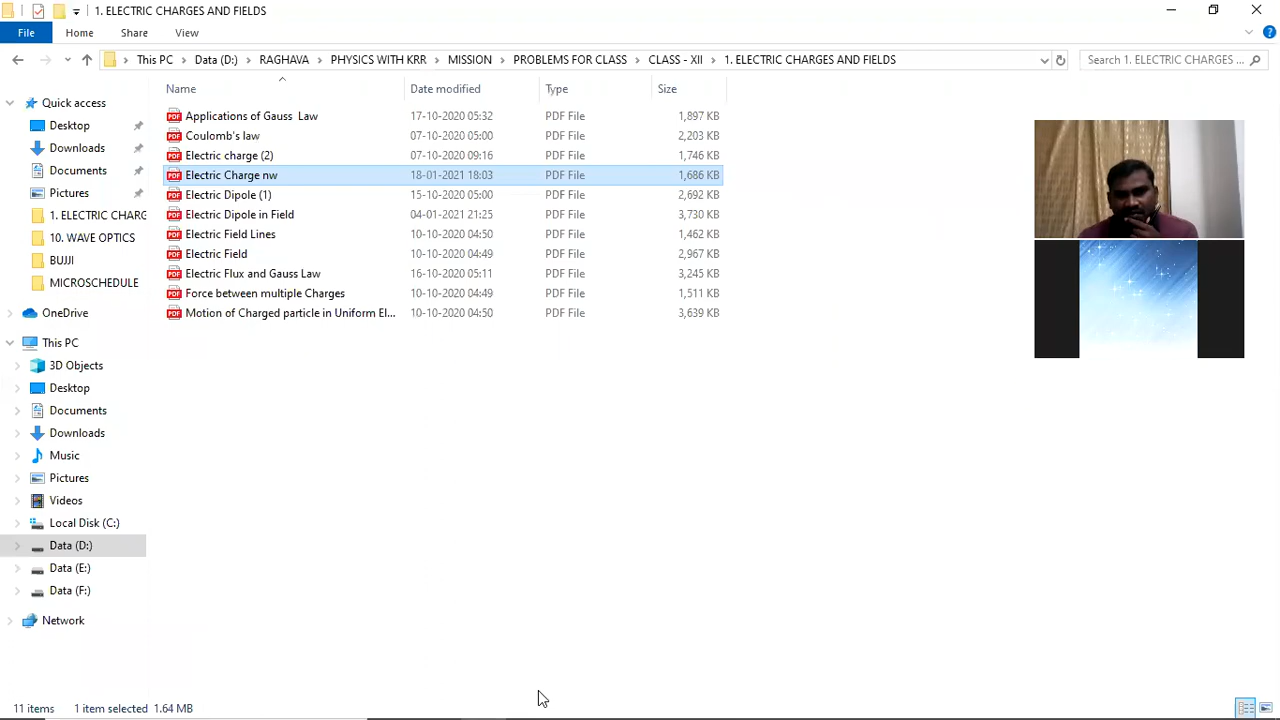 1. ELECTRIC CHARGES AND FIELDS
File Home Share View
This PC Data (D:) RAGHAVA PHYSICS WITH KRR MISSION PROBLEMS FOR CLASS CLASS - XII 1. ELECTRIC CHARGES AND FIELDS Search 1. ELECTRIC CHARGES ...
Name Date modified Type Size
Quick access
Desktop
Downloads
Documents
Pictures
1. ELECTRIC CHARG
10. WAVE OPTICS
BUJJI
MICROSCHEDULE
OneDrive
This PC
3D Objects
Desktop
Documents
Downloads
Music
Pictures
Videos
Local Disk (C:)
Data (D:)
Data (E:)
Data (F:)
Network
Applications of Gauss Law 17-10-2020 05:32 PDF File 1,897 KB
Coulomb's law 07-10-2020 05:00 PDF File 2,203 KB
Electric charge (2) 07-10-2020 09:16 PDF File 1,746 KB
Electric Charge nw 18-01-2021 18:03 PDF File 1,686 KB
Electric Dipole (1) 15-10-2020 05:00 PDF File 2,692 KB
Electric Dipole in Field 04-01-2021 21:25 PDF File 3,730 KB
Electric Field Lines 10-10-2020 04:50 PDF File 1,462 KB
Electric Field 10-10-2020 04:49 PDF File 2,967 KB
Electric Flux and Gauss Law 16-10-2020 05:11 PDF File 3,245 KB
Force between multiple Charges 10-10-2020 04:49 PDF File 1,511 KB
Motion of Charged particle in Uniform El... 10-10-2020 04:50 PDF File 3,639 KB
11 items 1 item selected 1.64 MB